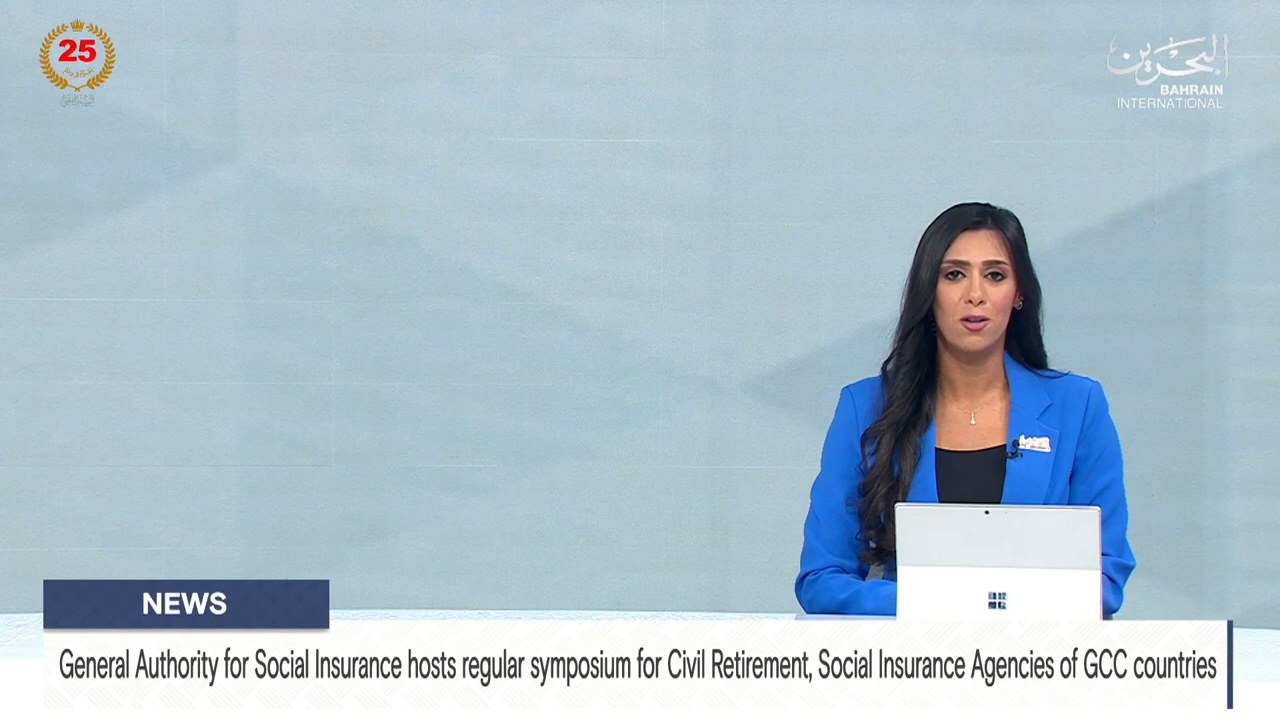 25
البحرين
BAHRAIN
INTERNATIONAL
NEWS
General Authority for Social Insurance hosts regular symposium for Civil Retirement, Social Insurance Agencies of GCC countries